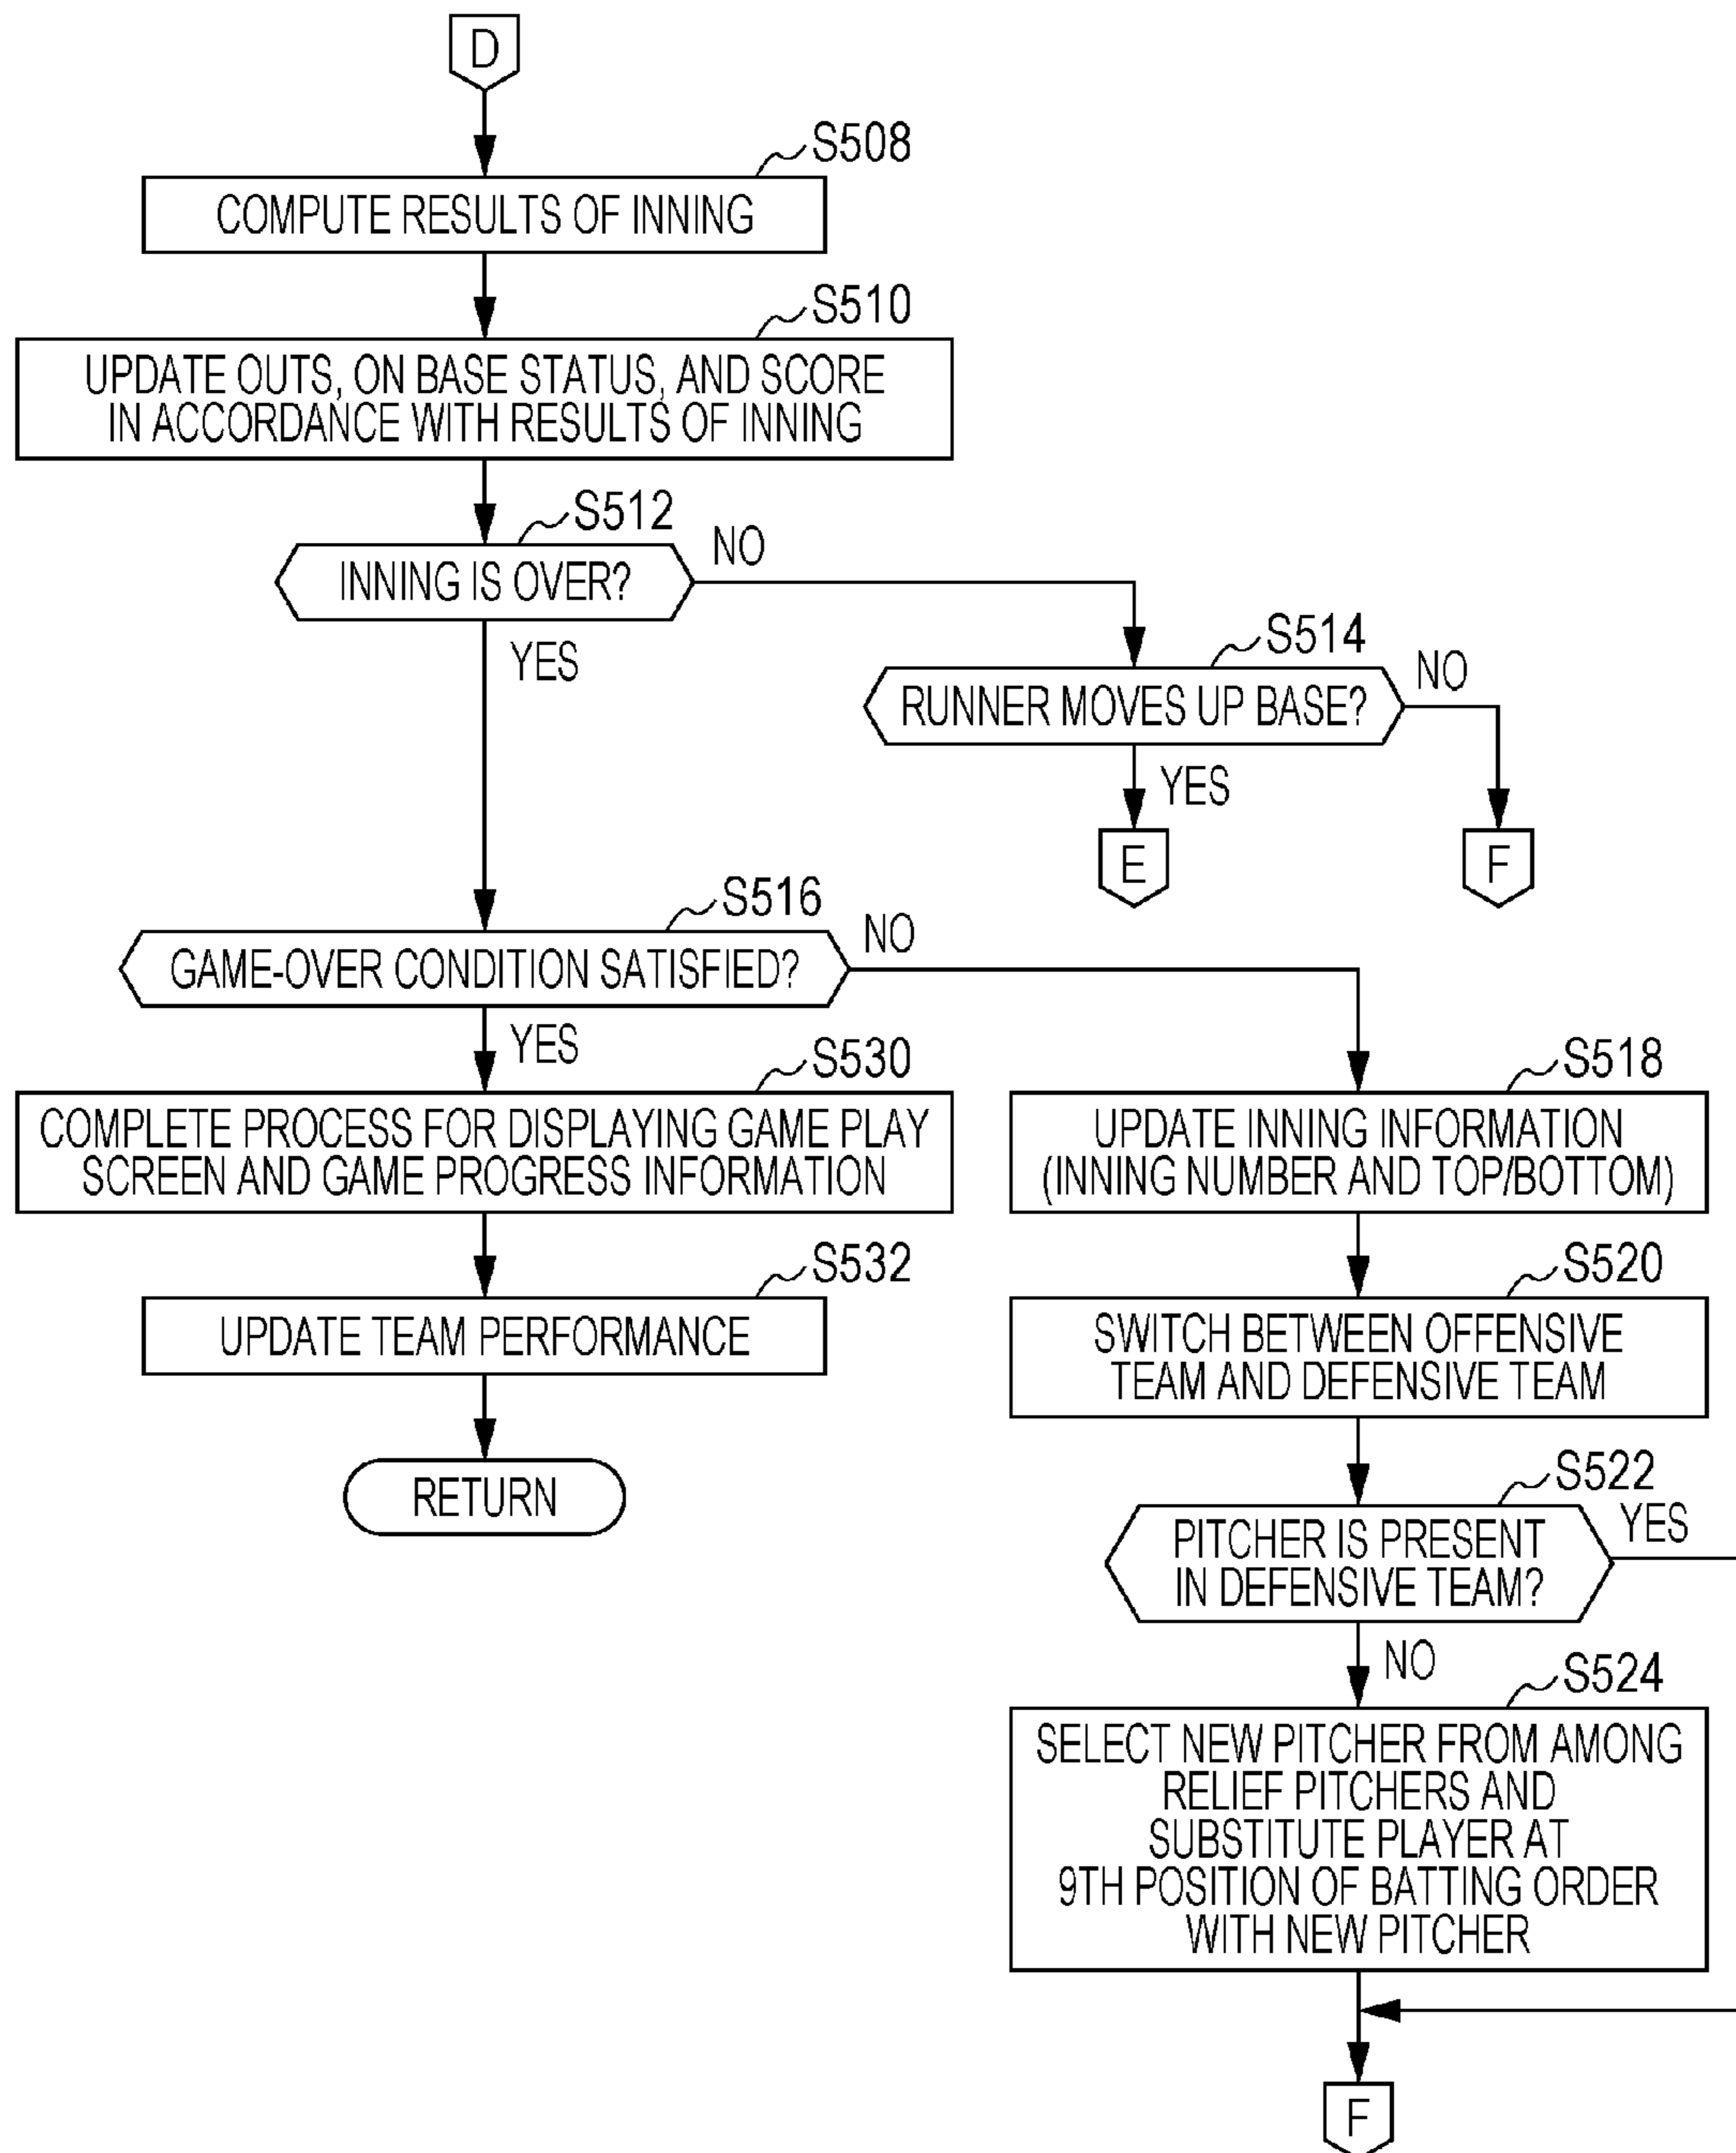 D
S508
COMPUTE RESULTS OF INNING
S510
UPDATE OUTS, ON BASE STATUS, AND SCORE
IN ACCORDANCE WITH RESULTS OF INNING
S512
INNING IS OVER?
NO
YES
S514
RUNNER MOVES UP BASE?
NO
YES
E
F
S516
GAME-OVER CONDITION SATISFIED?
NO
YES
S530
COMPLETE PROCESS FOR DISPLAYING GAME PLAY
SCREEN AND GAME PROGRESS INFORMATION
S532
UPDATE TEAM PERFORMANCE
RETURN
S518
UPDATE INNING INFORMATION
(INNING NUMBER AND TOP/BOTTOM)
S520
SWITCH BETWEEN OFFENSIVE
TEAM AND DEFENSIVE TEAM
S522
PITCHER IS PRESENT
IN DEFENSIVE TEAM?
YES
NO
S524
SELECT NEW PITCHER FROM AMONG
RELIEF PITCHERS AND
SUBSTITUTE PLAYER AT
9TH POSITION OF BATTING ORDER
WITH NEW PITCHER
F